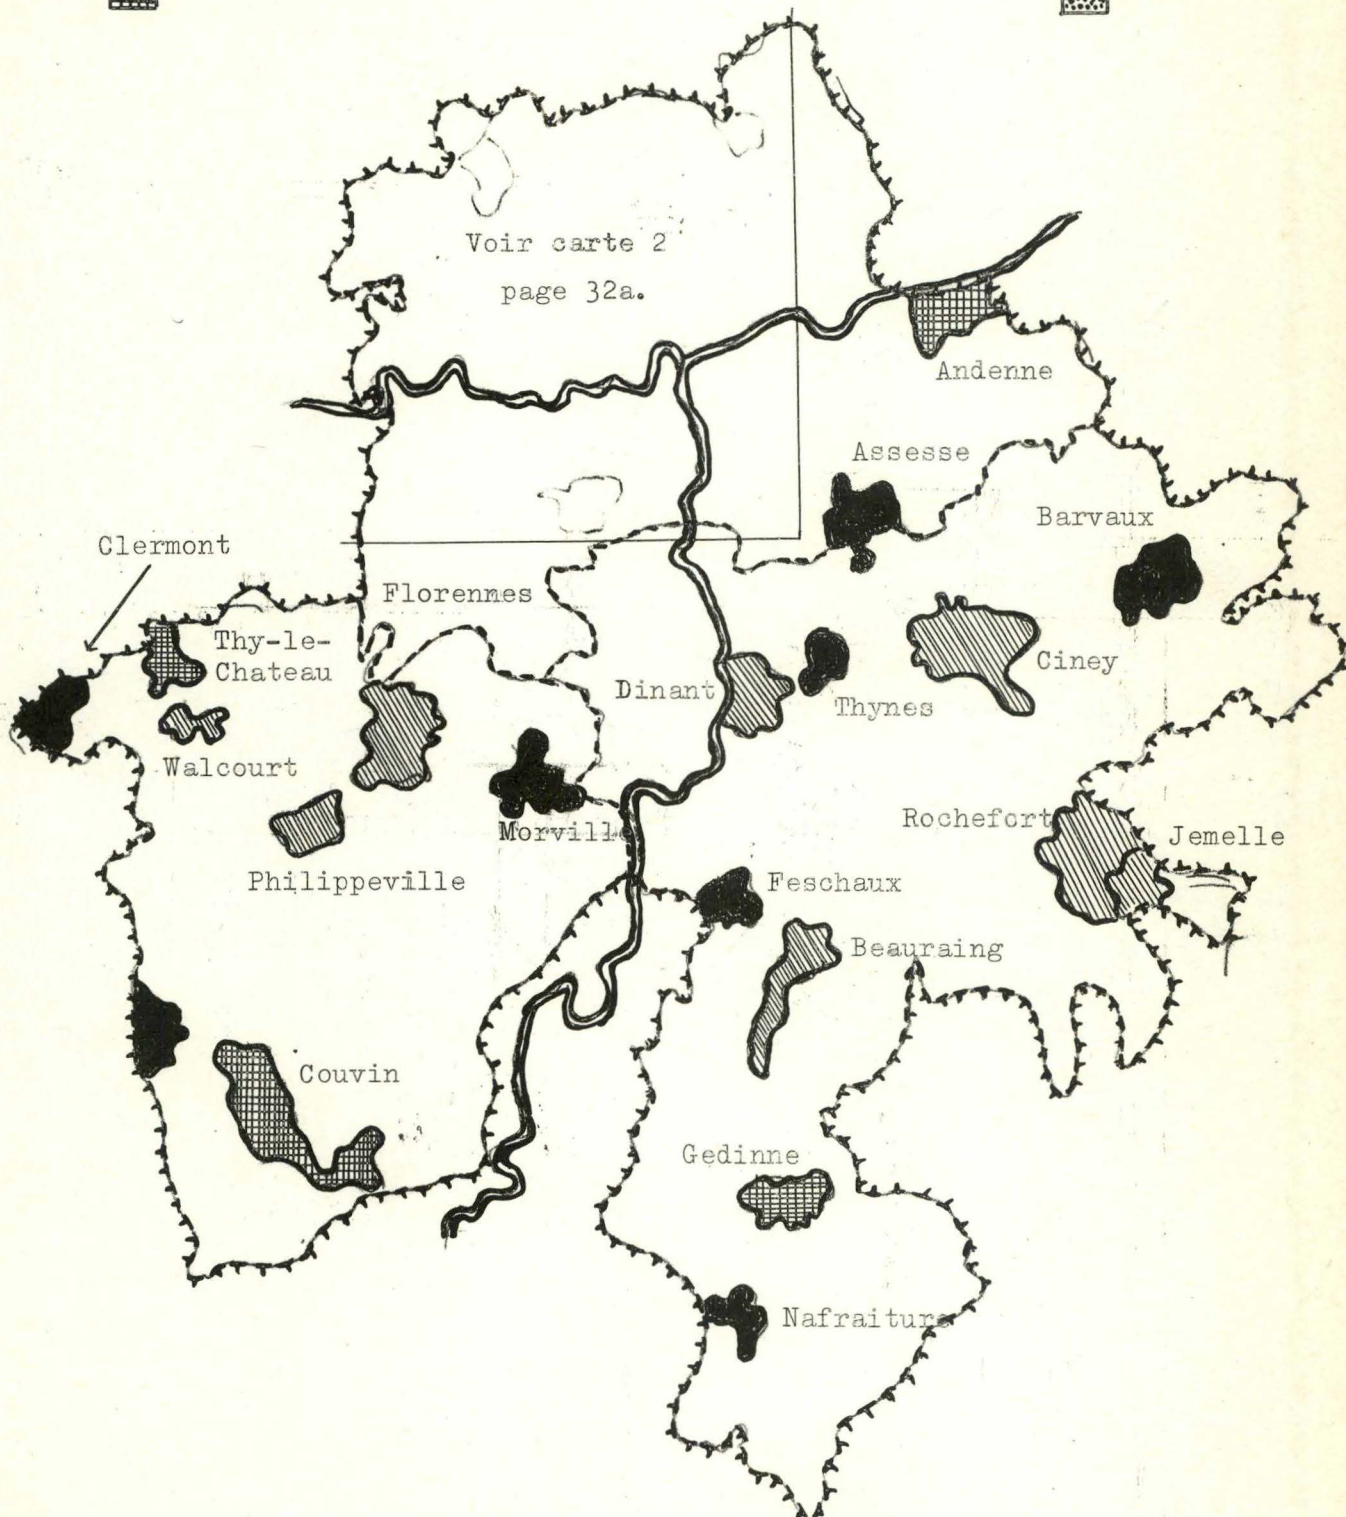 Voir carte 2
page 32a.
Andenne
Assesse
Barvaux
Clermont
Florennes
Thy-le-
Chateau
Dinant
Ciney
Thynes
Walcourt
Rochefort
Morville
Jemelle
Philippeville
Feschaux
Beauraing
Couvin
Gedinne
Nafraiture